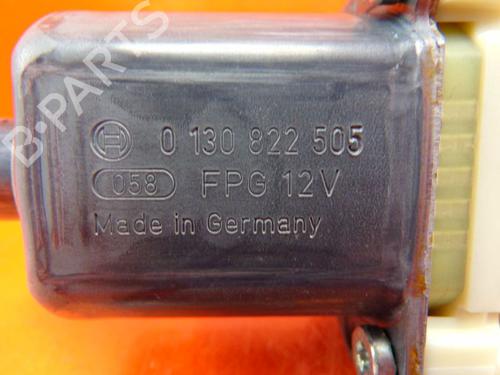 0 130 822 505
058 FPG 12V
Made in Germany
B-PARTS